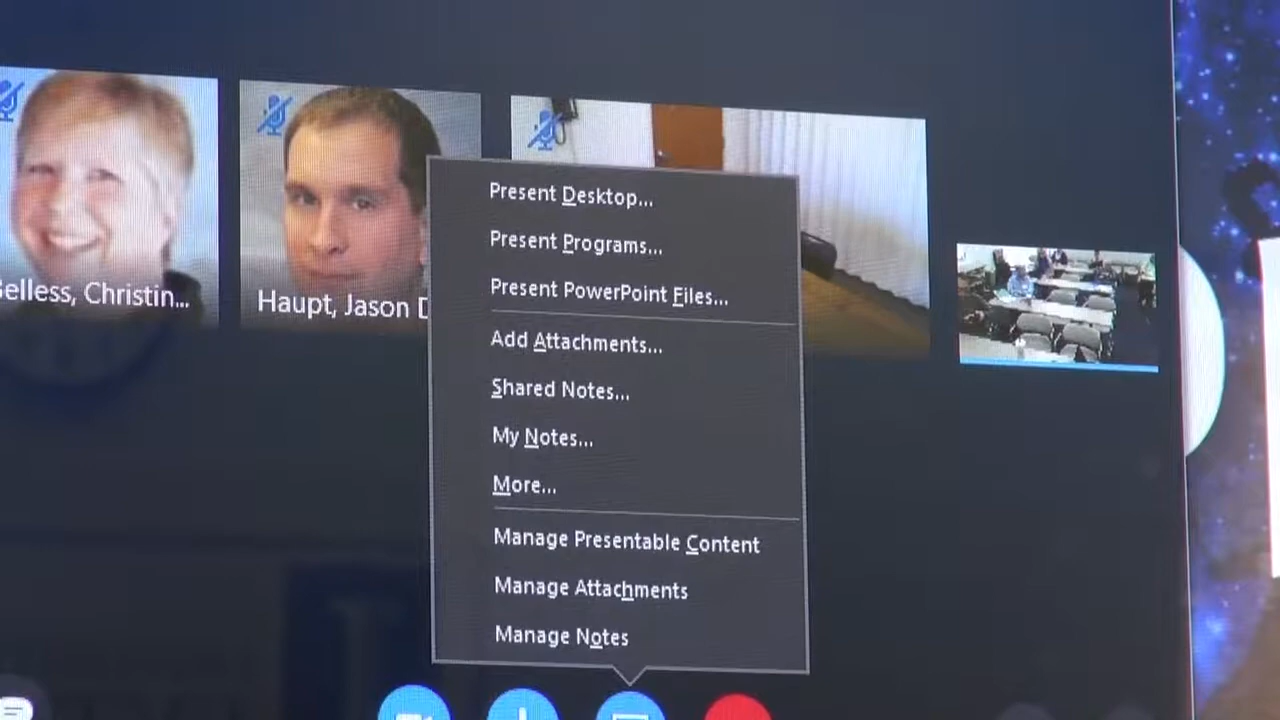 Haupt, Jason D
Present Desktop...
Present Programs...
Present PowerPoint Files...
Add Attachments...
Shared Notes...
My Notes...
More...
Manage Presentable Content
Manage Attachments
Manage Notes
elless, Christin...